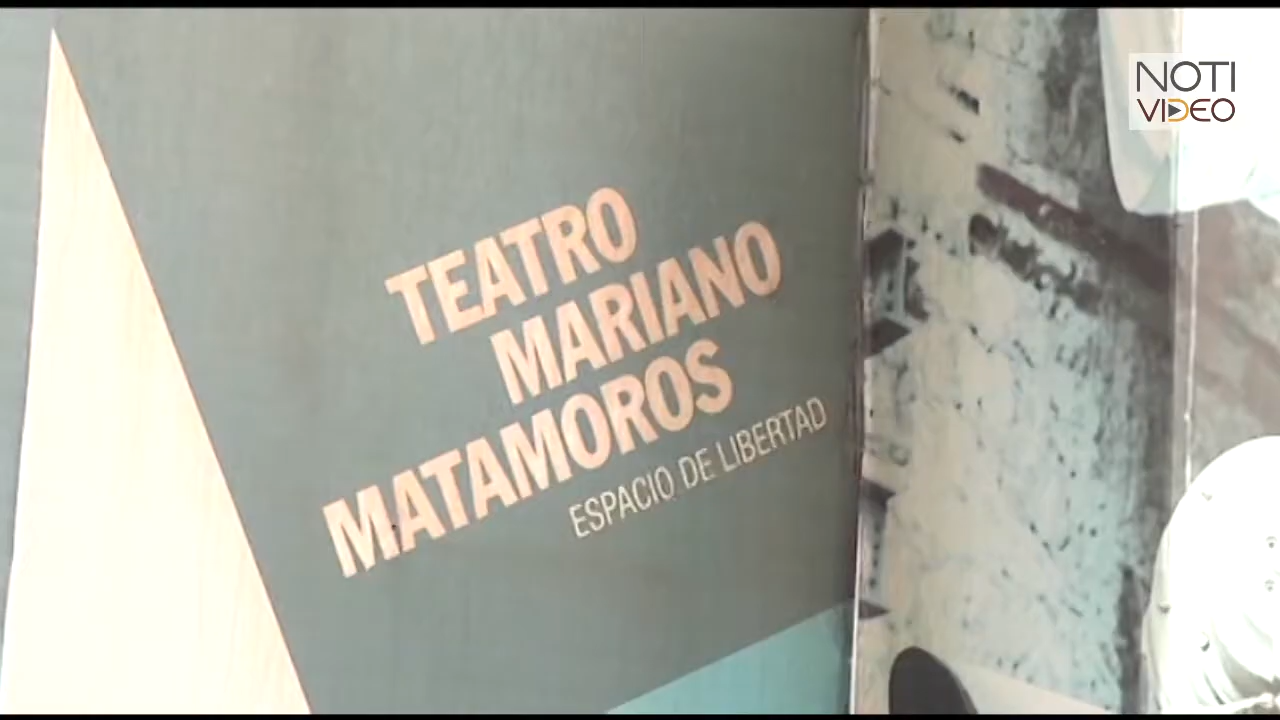 TEATRO
MARIANO
MATAMOROS
ESPACIO DE LIBERTAD
NOTI
VIDEO